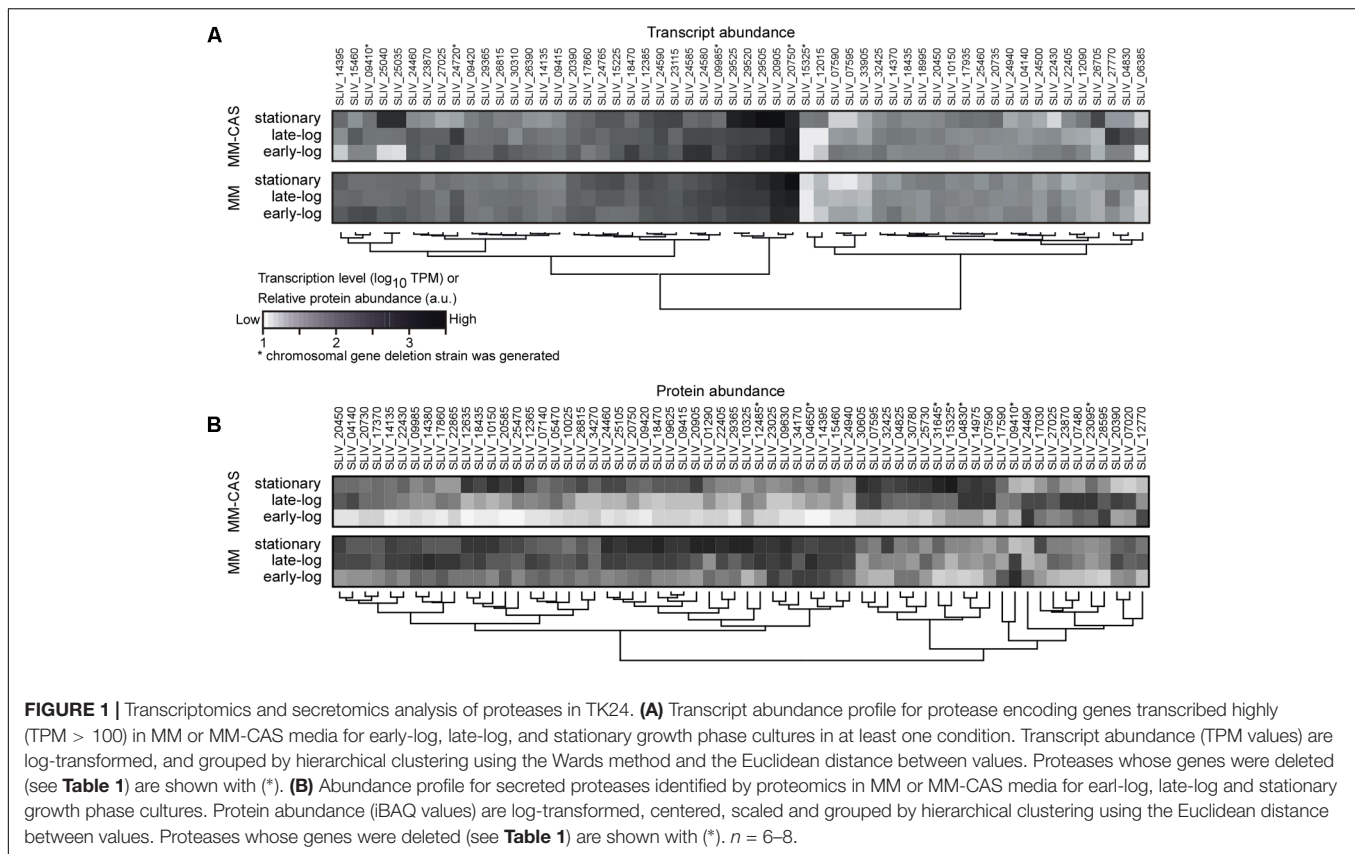 A
Transcript abundance
SLIV_14395
SLIV_15460
SLIV_09410*
SLIV_25040
SLIV_25035
SLIV_24460
SLIV_23870
SLIV_27025
SLIV_24720*
SLIV_09420
SLIV_29365
SLIV_26815
SLIV_30310
SLIV_26390
SLIV_14135
SLIV_09415
SLIV_20390
SLIV_17860
SLIV_24765
SLIV_15225
SLIV_18470
SLIV_12385
SLIV_24590
SLIV_23115
SLIV_24585
SLIV_24580
SLIV_09985*
SLIV_29525
SLIV_29520
SLIV_29505
SLIV_20905
SLIV_20750*
SLIV_15325*
SLIV_12015
SLIV_07590
SLIV_07595
SLIV_33905
SLIV_32425
SLIV_14370
SLIV_18435
SLIV_18995
SLIV_20450
SLIV_10150
SLIV_17935
SLIV_25460
SLIV_20735
SLIV_24940
SLIV_04140
SLIV_24500
SLIV_22430
SLIV_22405
SLIV_12090
SLIV_26705
SLIV_27770
SLIV_04830
SLIV_06385
MM-CAS
stationary
late-log
early-log
MM
stationary
late-log
early-log
Transcription level (log10 TPM) or
Relative protein abundance (a.u.)
Low High
1 2 3
* chromosomal gene deletion strain was generated
Protein abundance
B
SLIV_20450
SLIV_04140
SLIV_20730
SLIV_17370
SLIV_14135
SLIV_22430
SLIV_09985
SLIV_14380
SLIV_17860
SLIV_22865
SLIV_12635
SLIV_18435
SLIV_10150
SLIV_20585
SLIV_25470
SLIV_12365
SLIV_07140
SLIV_05470
SLIV_10025
SLIV_26815
SLIV_34270
SLIV_24460
SLIV_25105
SLIV_20750
SLIV_09420
SLIV_18470
SLIV_09625
SLIV_09415
SLIV_20905
SLIV_01290
SLIV_22405
SLIV_29365
SLIV_10325
SLIV_12485*
SLIV_23025
SLIV_09630
SLIV_34170
SLIV_04650*
SLIV_14395
SLIV_15460
SLIV_24940
SLIV_30605
SLIV_07595
SLIV_32425
SLIV_04825
SLIV_30780
SLIV_25730
SLIV_31645*
SLIV_15325*
SLIV_04830*
SLIV_14975
SLIV_07590
SLIV_17590
SLIV_09410*
SLIV_24490
SLIV_17030
SLIV_27025
SLIV_23870
SLIV_07480
SLIV_23095*
SLIV_28595
SLIV_20390
SLIV_07020
SLIV_12770
MM-CAS
stationary
late-log
early-log
MM
stationary
late-log
early-log
FIGURE 1 | Transcriptomics and secretomics analysis of proteases in TK24. (A) Transcript abundance profile for protease encoding genes transcribed highly
(TPM > 100) in MM or MM-CAS media for early-log, late-log, and stationary growth phase cultures in at least one condition. Transcript abundance (TPM values) are
log-transformed, and grouped by hierarchical clustering using the Wards method and the Euclidean distance between values. Proteases whose genes were deleted
(see Table 1) are shown with (*). (B) Abundance profile for secreted proteases identified by proteomics in MM or MM-CAS media for earl-log, late-log and stationary
growth phase cultures. Protein abundance (iBAQ values) are log-transformed, centered, scaled and grouped by hierarchical clustering using the Euclidean distance
between values. Proteases whose genes were deleted (see Table 1) are shown with (*). n = 6–8.